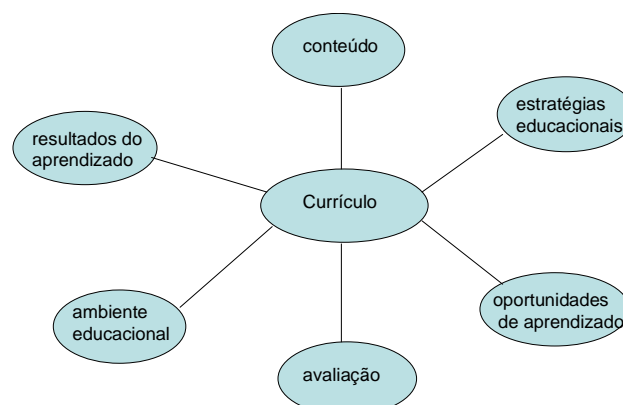 conteúdo
estratégias
educacionais
resultados do
aprendizado
Currículo
oportunidades
de aprendizado
ambiente
educacional
avaliação